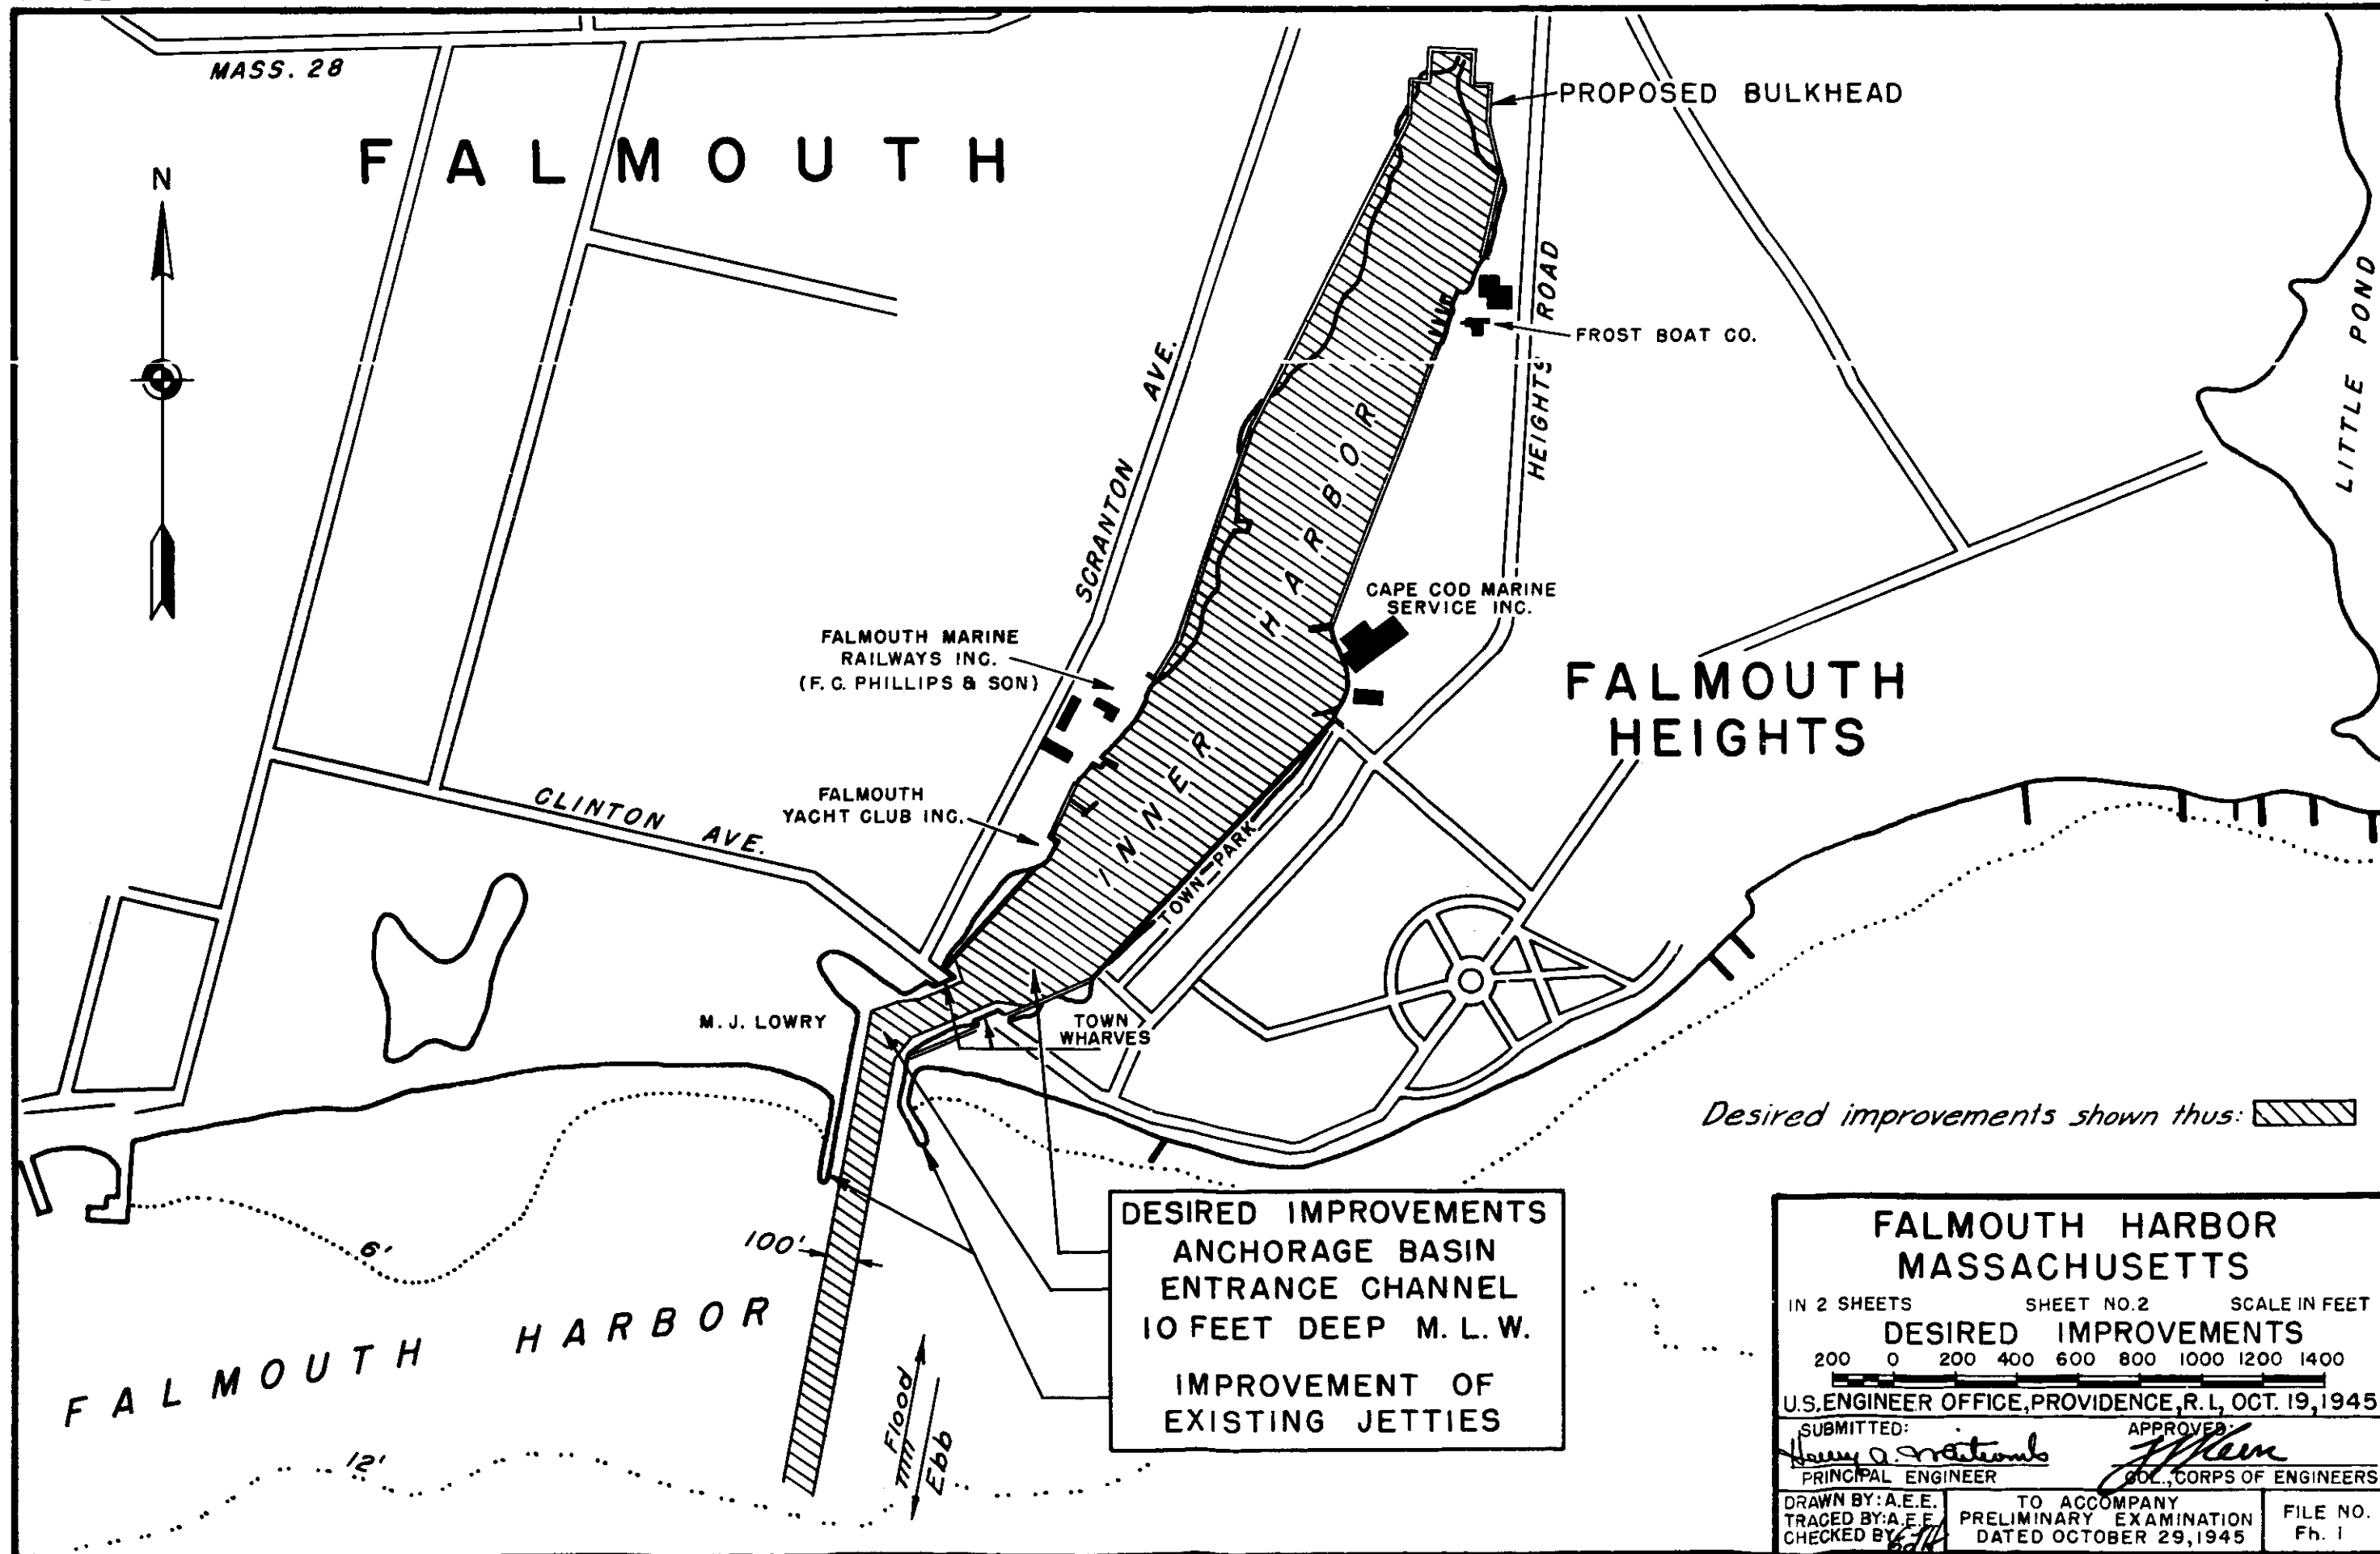 MASS. 28
FALMOUTH
N
PROPOSED BULKHEAD
HEIGHTS ROAD
FROST BOAT CO.
LITTLE POND
SCRANTON AVE.
INNER HARBOR
CAPE COD MARINE
SERVICE INC.
FALMOUTH MARINE
RAILWAYS INC.
(F. C. PHILLIPS & SON)
FALMOUTH
HEIGHTS
FALMOUTH
YACHT CLUB INC.
CLINTON AVE.
TOWN PARK
M. J. LOWRY
TOWN
WHARVES
Desired improvements shown thus:
6'
100'
FALMOUTH HARBOR
12'
Flood
Ebb
DESIRED IMPROVEMENTS
ANCHORAGE BASIN
ENTRANCE CHANNEL
10 FEET DEEP M. L. W.
IMPROVEMENT OF
EXISTING JETTIES
FALMOUTH HARBOR
MASSACHUSETTS
IN 2 SHEETS SHEET NO.2 SCALE IN FEET
DESIRED IMPROVEMENTS
200 0 200 400 600 800 1000 1200 1400
U.S. ENGINEER OFFICE, PROVIDENCE, R.I., OCT. 19, 1945
SUBMITTED: APPROVED:
Harry A.
PRINCIPAL ENGINEER COL., CORPS OF ENGINEERS
DRAWN BY: A.E.E.
TRACED BY: A.E.E.
CHECKED BY
TO ACCOMPANY
PRELIMINARY EXAMINATION
DATED OCTOBER 29, 1945
FILE NO.
Fh. 1